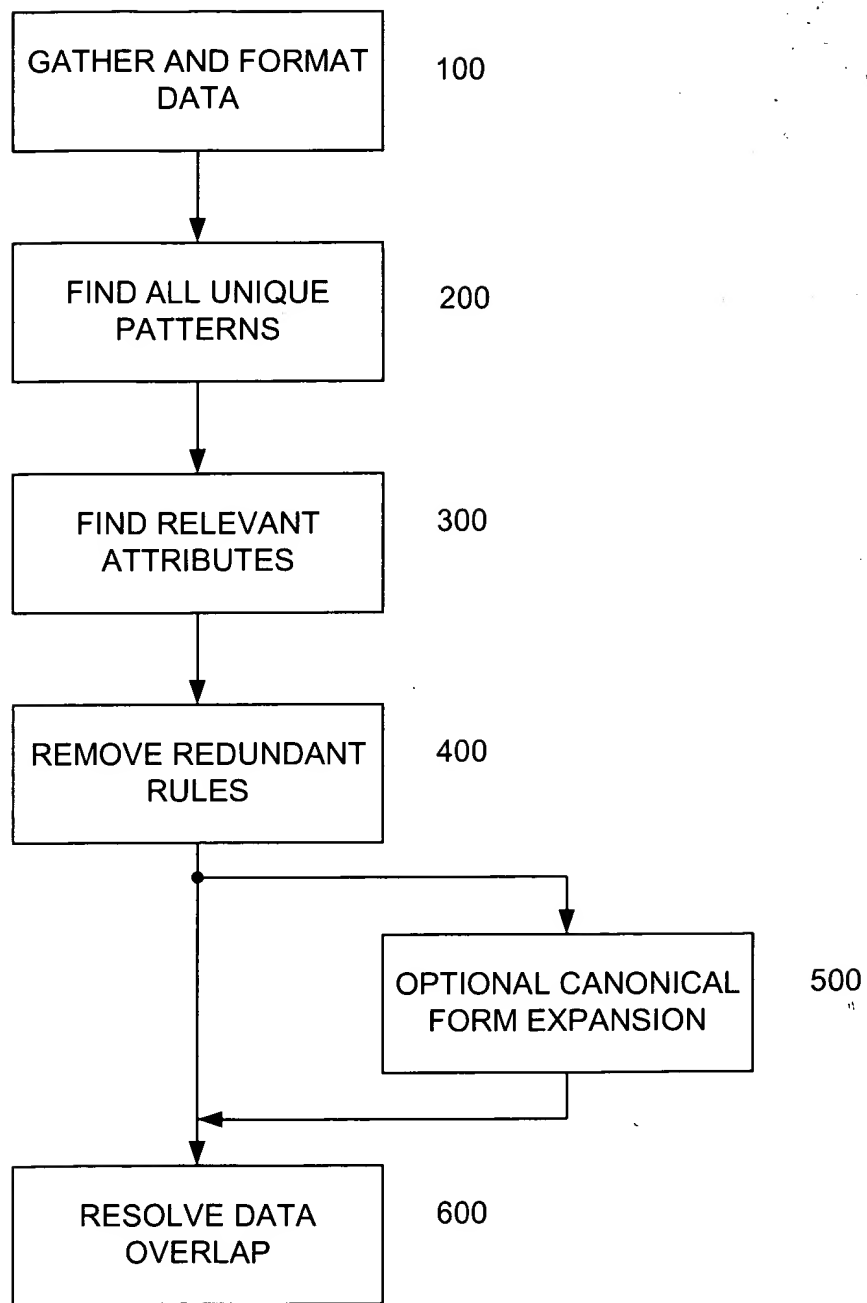 GATHER AND FORMAT
DATA
100
FIND ALL UNIQUE
PATTERNS
200
FIND RELEVANT
ATTRIBUTES
300
REMOVE REDUNDANT
RULES
400
OPTIONAL CANONICAL
FORM EXPANSION
500
RESOLVE DATA
OVERLAP
600